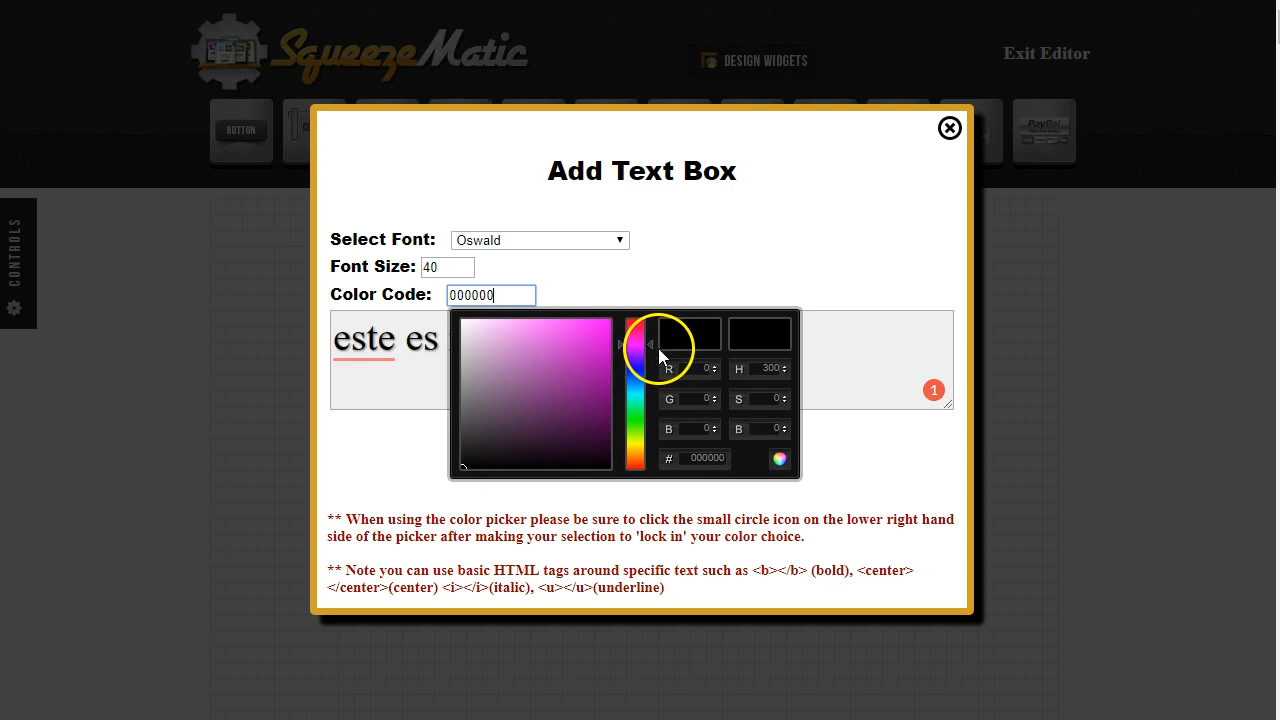 SqueezeMatic
DESIGN WIDGETS
Exit Editor
BUTTON
PayPal
CONTROLS
Add Text Box
Select Font: Oswald
Font Size: 40
Color Code: 000000
este es
1
R 0 H 300
G 0 S 0
B 0 B 0
# 000000
** When using the color picker please be sure to click the small circle icon on the lower right hand
side of the picker after making your selection to 'lock in' your color choice.
** Note you can use basic HTML tags around specific text such as <b></b> (bold), <center>
</center>(center) <i></i>(italic), <u></u>(underline)